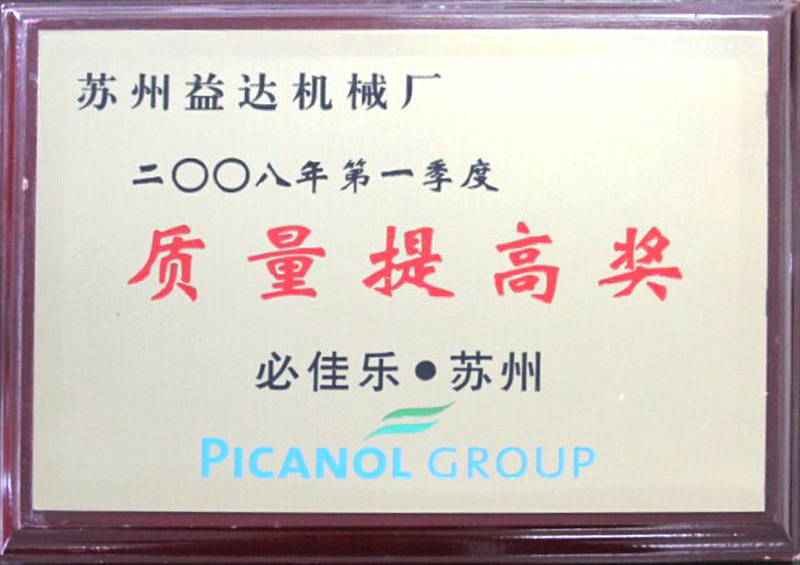 苏州益达机械厂
二〇〇八年第一季度
质量提高奖
必佳乐●苏州
PICANOL GROUP